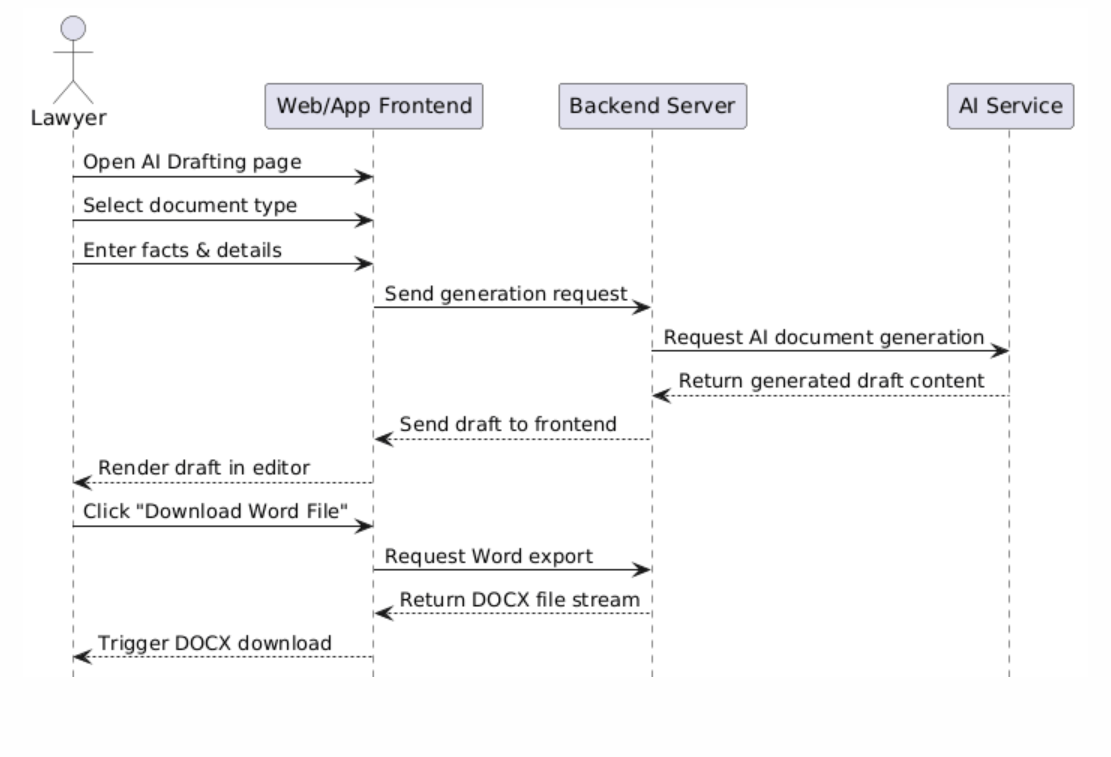 Lawyer
Web/App Frontend
Backend Server
AI Service
Open AI Drafting page
Select document type
Enter facts & details
Send generation request
Request AI document generation
Return generated draft content
Send draft to frontend
Render draft in editor
Click "Download Word File"
Request Word export
Return DOCX file stream
Trigger DOCX download